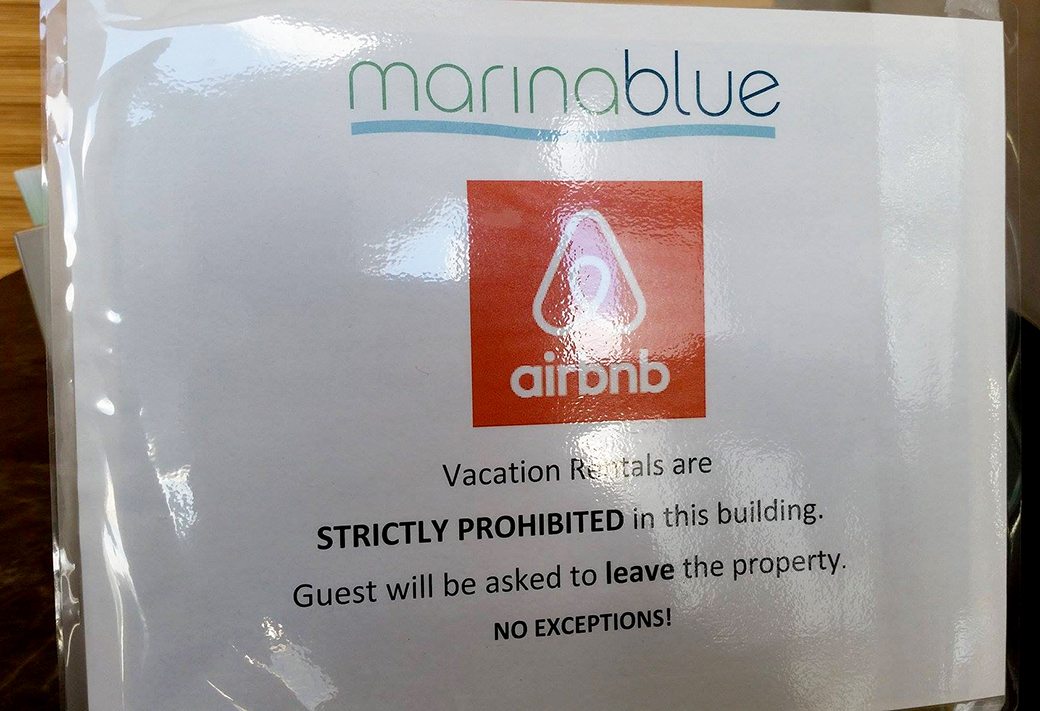 marinablue
airbnb
Vacation Rentals are
STRICTLY PROHIBITED in this building.
Guest will be asked to leave the property.
NO EXCEPTIONS!